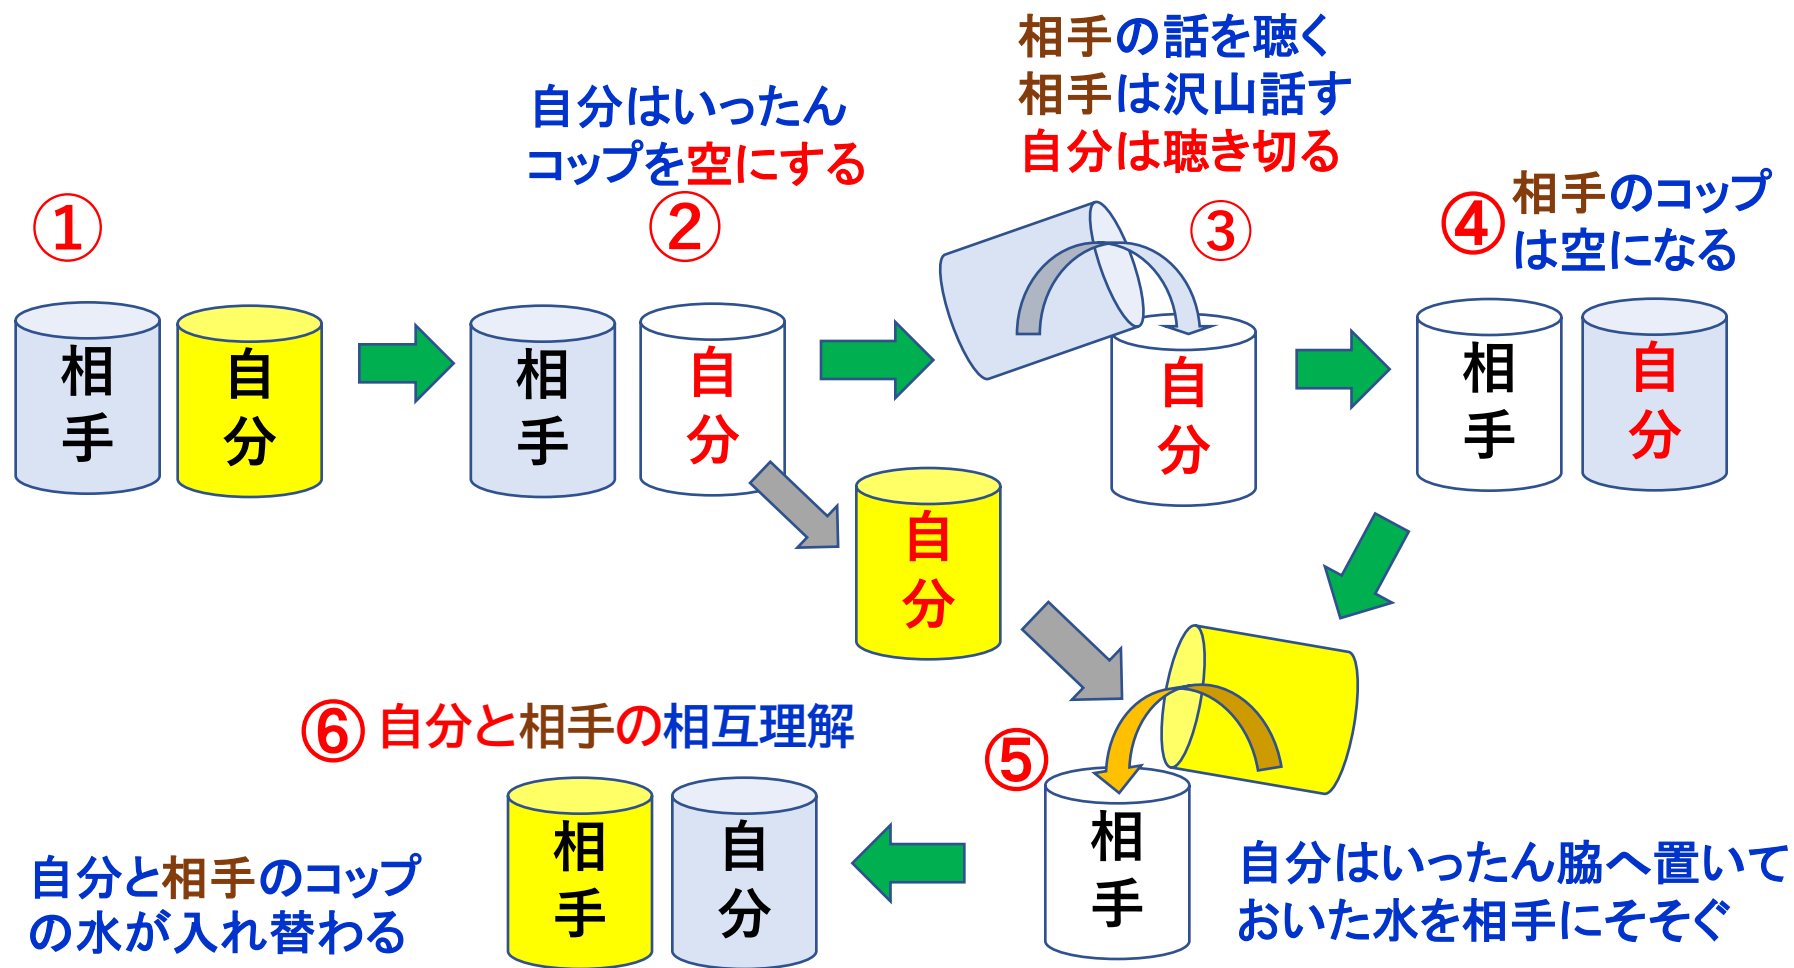 ①
相手
自分
自分はいったん
コップを空にする
②
相手
自分
自分
相手の話を聴く
相手は沢山話す
自分は聴き切る
③
自分
④
相手のコップ
は空になる
相手
自分
⑤
相手
自分はいったん脇へ置いて
おいた水を相手にそそぐ
⑥自分と相手の相互理解
相手
自分
自分と相手のコップ
の水が入れ替わる